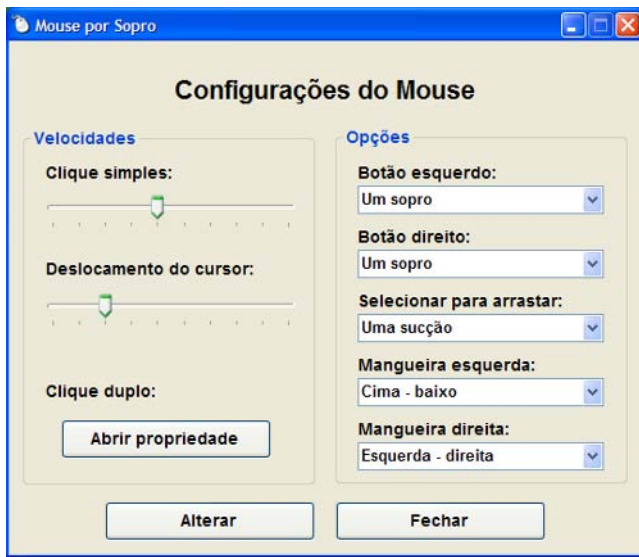 Mouse por Sopro
Configurações do Mouse
Velocidades
Clique simples:
Deslocamento do cursor:
Clique duplo:
Abrir propriedade
Opções
Botão esquerdo:
Um sopro
Botão direito:
Um sopro
Selecionar para arrastar:
Uma sucção
Mangueira esquerda:
Cima - baixo
Mangueira direita:
Esquerda - direita
Alterar
Fechar